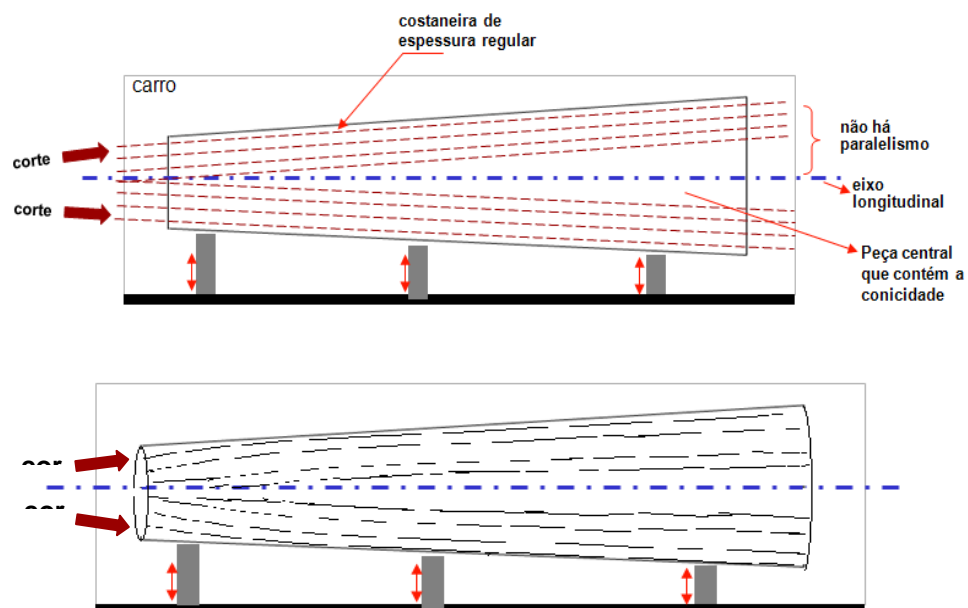 costaneira de
espessura regular
carro
não há
paralelismo
corte
eixo
longitudinal
corte
Peça central
que contém a
conicidade